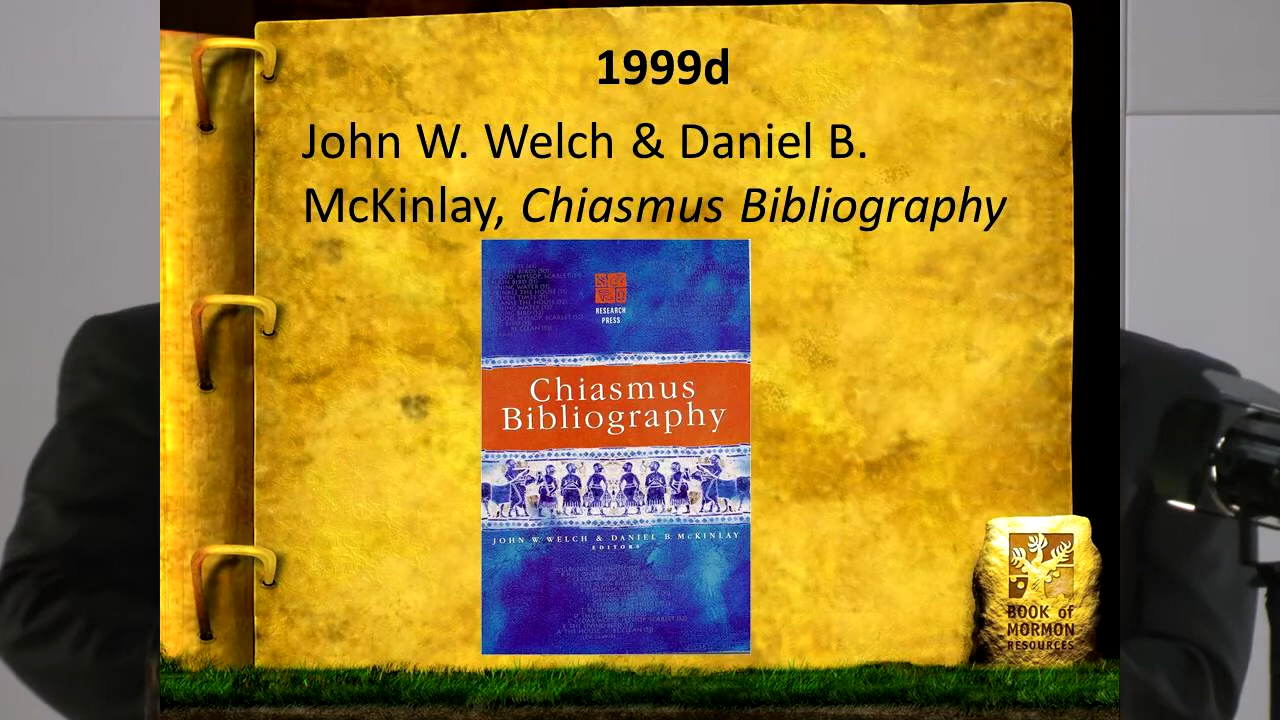 1999d
John W. Welch & Daniel B.
McKinlay, Chiasmus Bibliography
RESEARCH
PRESS
Chiasmus
Bibliography
JOHN W. WELCH & DANIEL B. McKINLAY
EDITORS
BOOK of
MORMON
RESOURCES